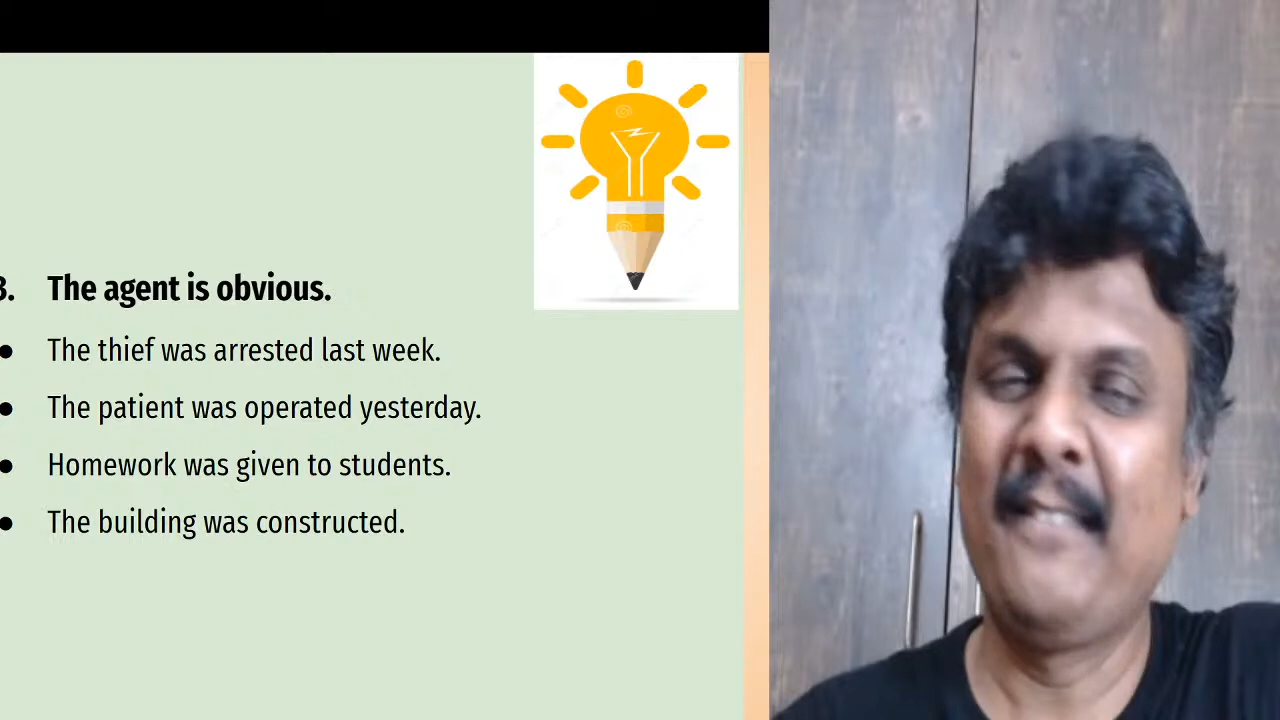 3. The agent is obvious.
● The thief was arrested last week.
● The patient was operated yesterday.
● Homework was given to students.
● The building was constructed.